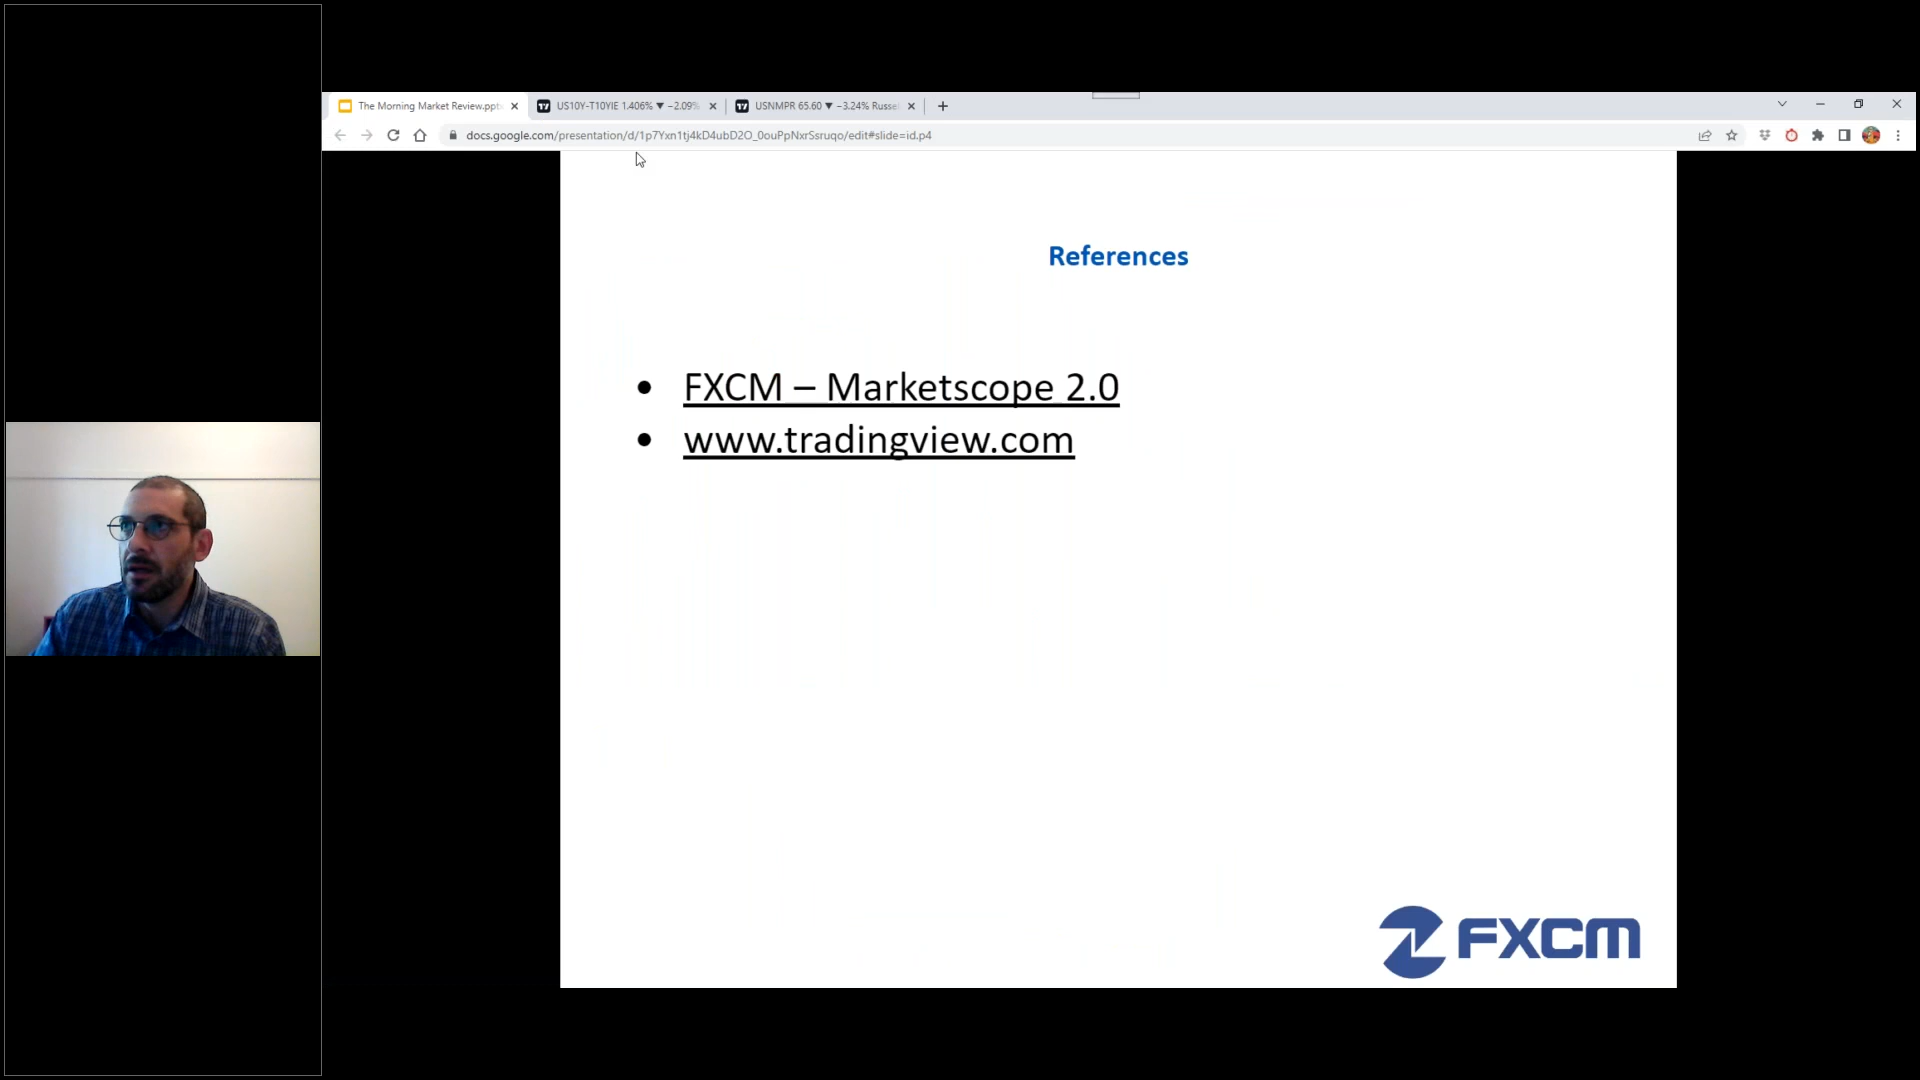 The Morning Market Review.ppt
US10Y-T10YIE 1.406% ▼ −2.09%
USNMPR 65.60 ▼ −3.24% Russel
docs.google.com/presentation/d/1p7Yxn1tj4kD4ubD2O_0ouPpNxrSsruqo/edit#slide=id.p4
References
• FXCM – Marketscope 2.0
• www.tradingview.com
FXCM